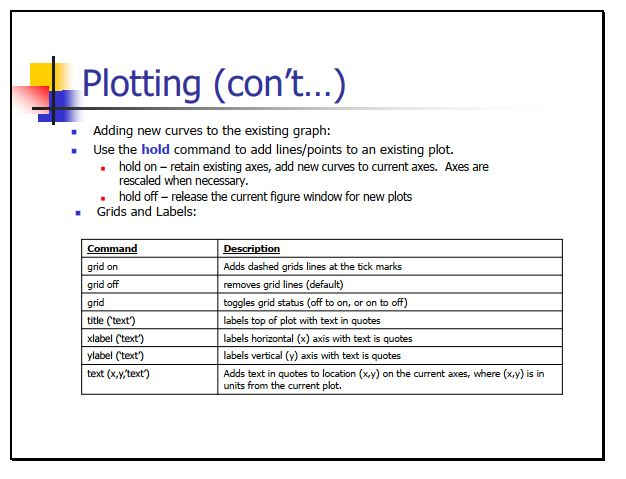 Plotting (con’t…)
Adding new curves to the existing graph:
Use the hold command to add lines/points to an existing plot.
hold on – retain existing axes, add new curves to current axes. Axes are
rescaled when necessary.
hold off – release the current figure window for new plots
Grids and Labels:
Command Description
grid on Adds dashed grids lines at the tick marks
grid off removes grid lines (default)
grid toggles grid status (off to on, or on to off)
title (‘text’) labels top of plot with text in quotes
xlabel (‘text’) labels horizontal (x) axis with text is quotes
ylabel (‘text’) labels vertical (y) axis with text is quotes
text (x,y,’text’) Adds text in quotes to location (x,y) on the current axes, where (x,y) is in
units from the current plot.